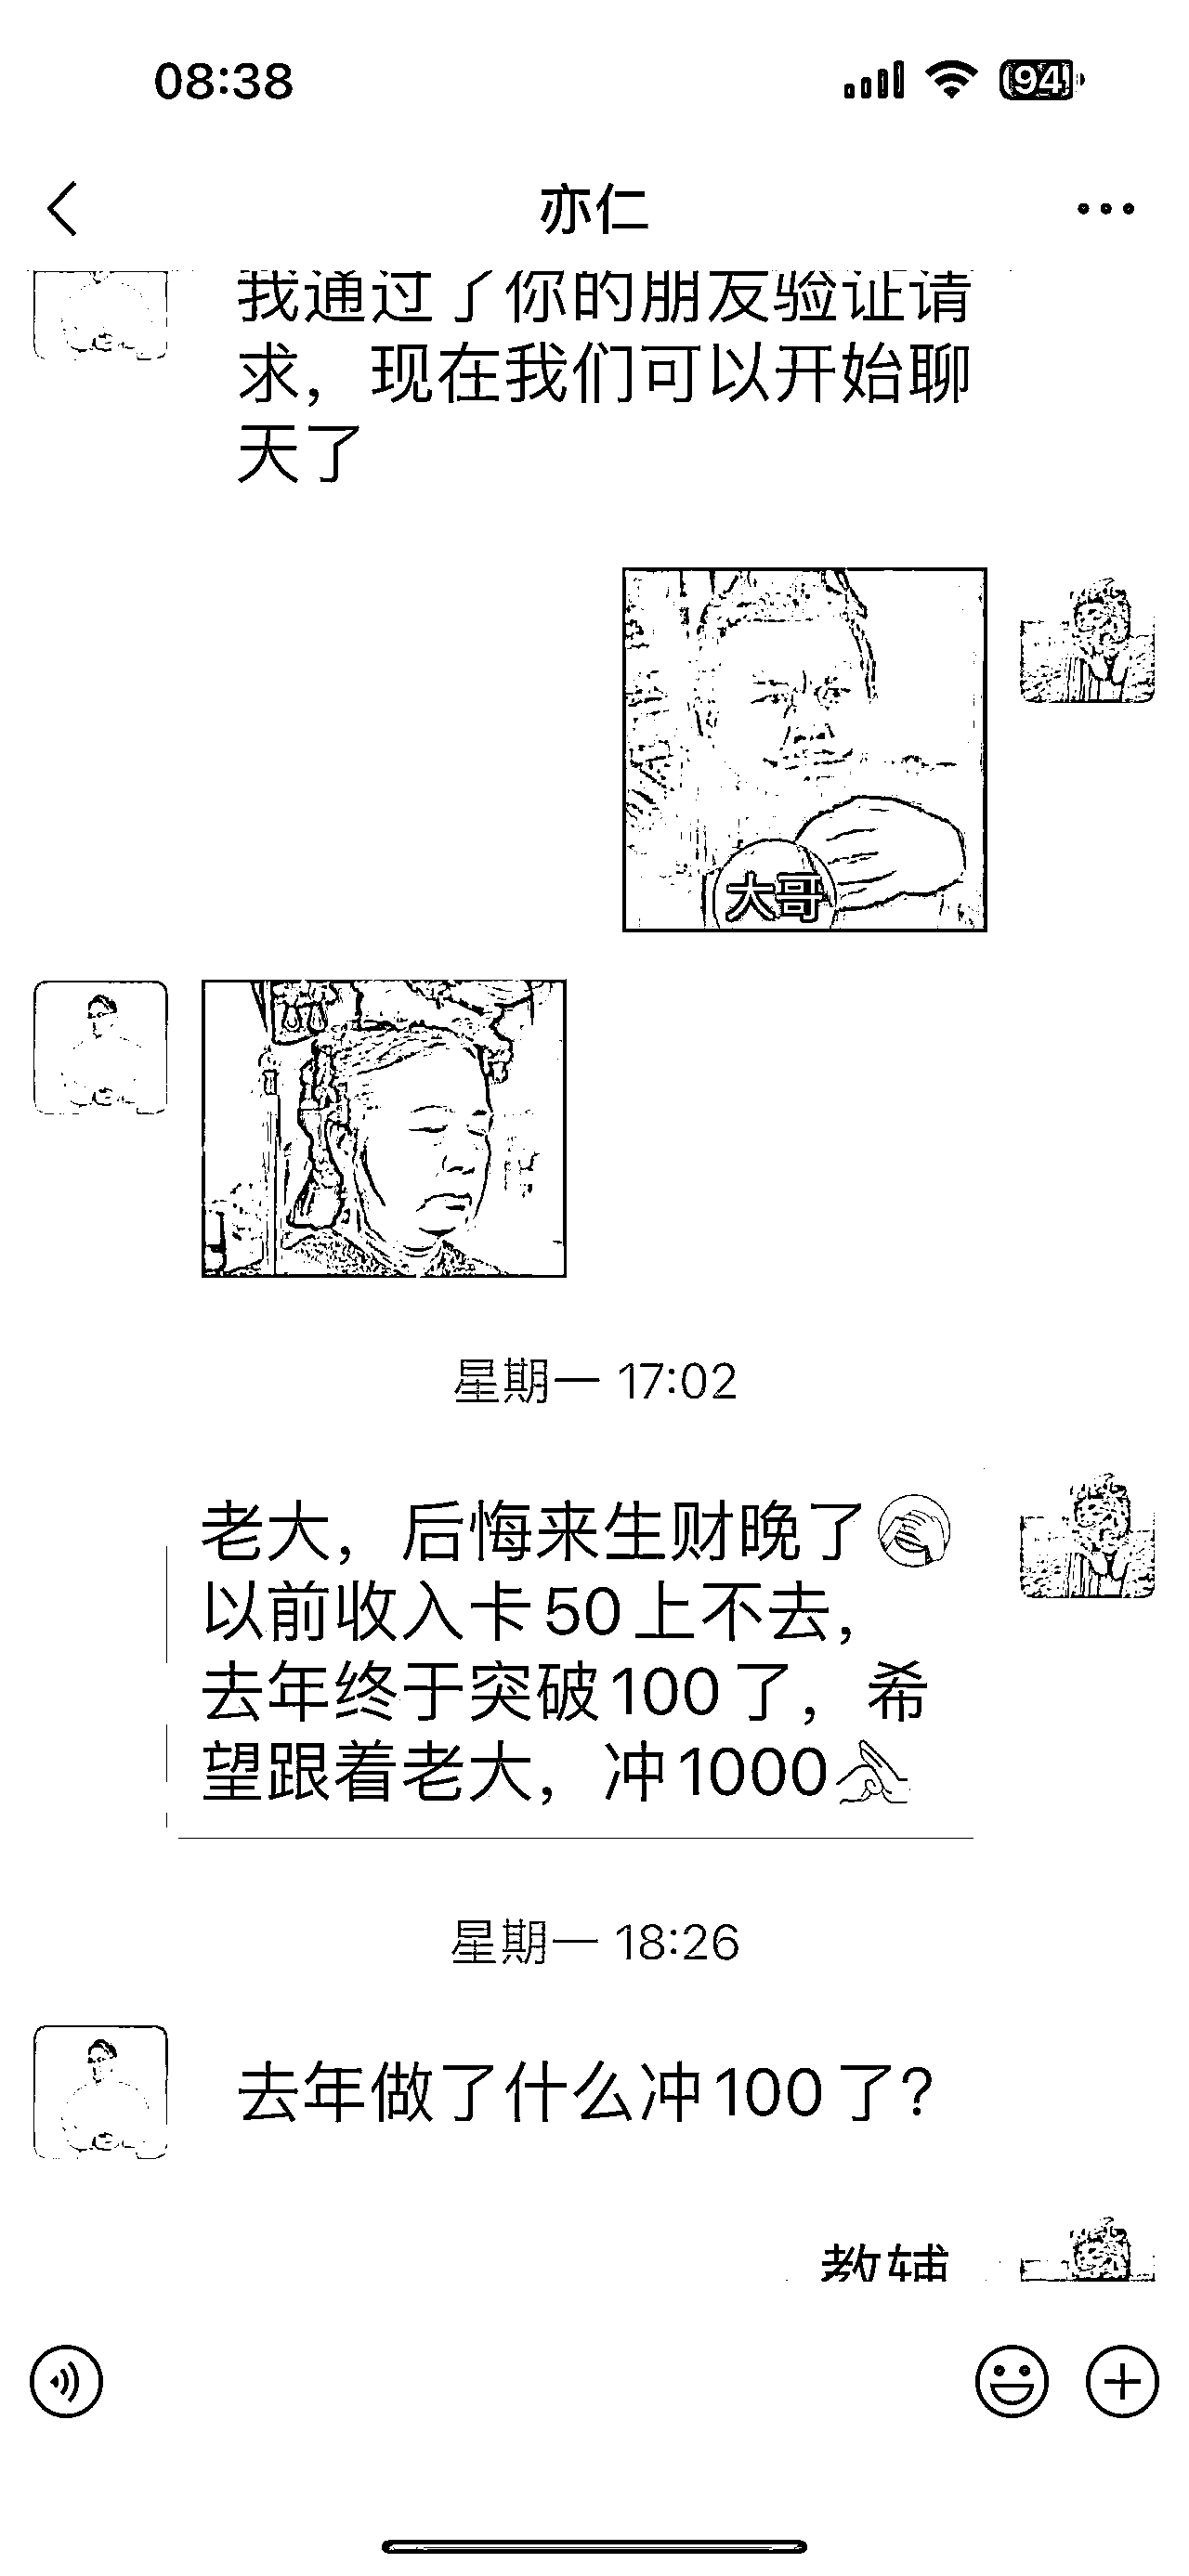 08:38
94
亦仁
我通过了你的朋友验证请
求，现在我们可以开始聊
天了
大哥
星期一 17:02
老大，后悔来生财晚了
以前收入卡50上不去，
去年终于突破100了，希
望跟着老大，冲1000
星期一 18:26
去年做了什么冲100了?
教辅